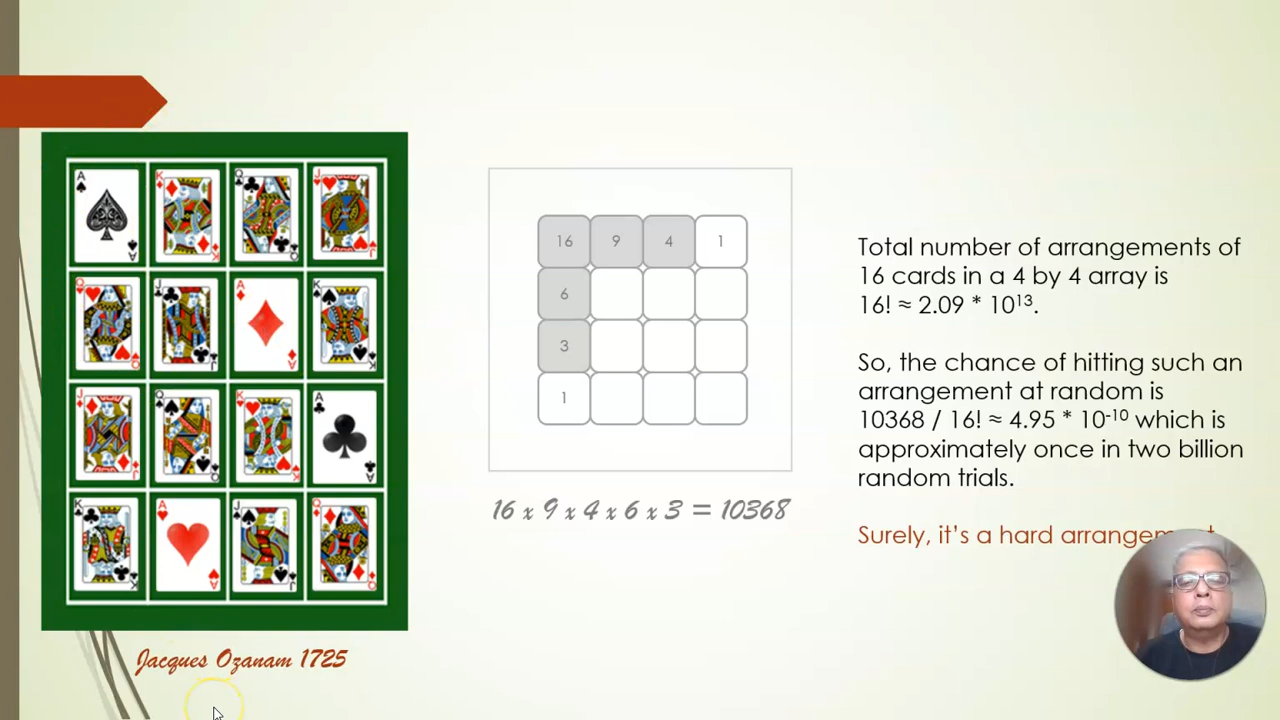 A K Q J
Q J A K
J Q K A
K A J Q
Jacques Ozanam 1725
16 9 4 1
6
3
1
16 x 9 x 4 x 6 x 3 = 10368
Total number of arrangements of
16 cards in a 4 by 4 array is
16! ≈ 2.09 * 10¹³.
So, the chance of hitting such an
arrangement at random is
10368 / 16! ≈ 4.95 * 10⁻¹⁰ which is
approximately once in two billion
random trials.
Surely, it's a hard